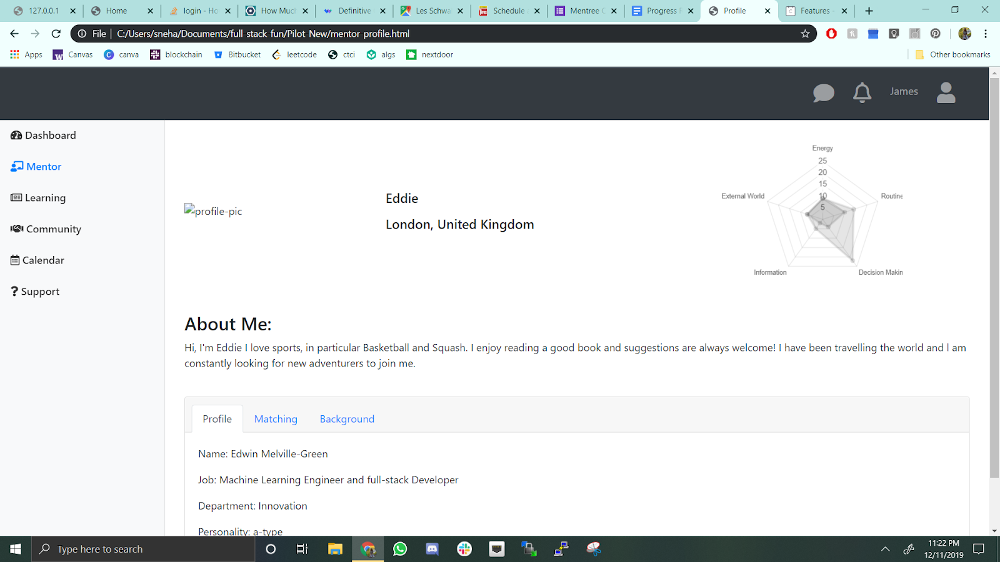 127.0.0.1
Home
login - Ho
How Much
Definitive
Les Schwa
Schedule
Mentree
Progress
Profile
Features -
File | C:/Users/sneha/Documents/full-stack-fun/Pilot-New/mentor-profile.html
Apps
Canvas
canva
blockchain
Bitbucket
leetcode
ctci
algs
nextdoor
Other bookmarks
James
Dashboard
Mentor
Learning
Community
Calendar
Support
profile-pic
Eddie
London, United Kingdom
Energy
25
20
15
10
5
External World
Routine
Information
Decision Makin
About Me:
Hi, I'm Eddie I love sports, in particular Basketball and Squash. I enjoy reading a good book and suggestions are always welcome! I have been travelling the world and I am
constantly looking for new adventurers to join me.
Profile
Matching
Background
Name: Edwin Melville-Green
Job: Machine Learning Engineer and full-stack Developer
Department: Innovation
Personality: a-type
Type here to search
11:22 PM
12/11/2019